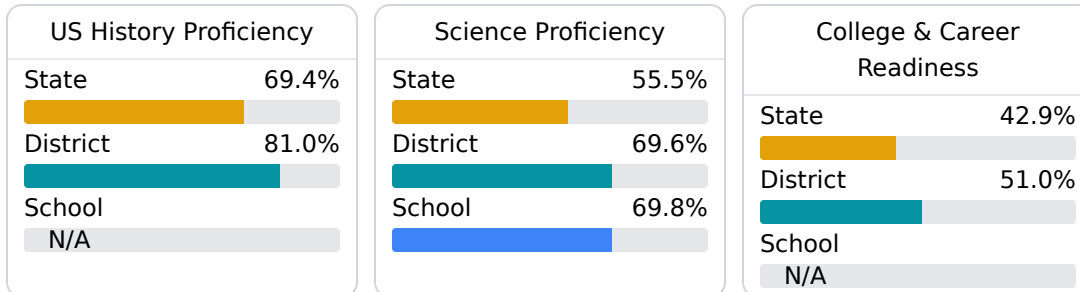 US History Proficiency
State 69.4%
District 81.0%
School
N/A
Science Proficiency
State 55.5%
District 69.6%
School 69.8%
College & Career
Readiness
State 42.9%
District 51.0%
School
N/A